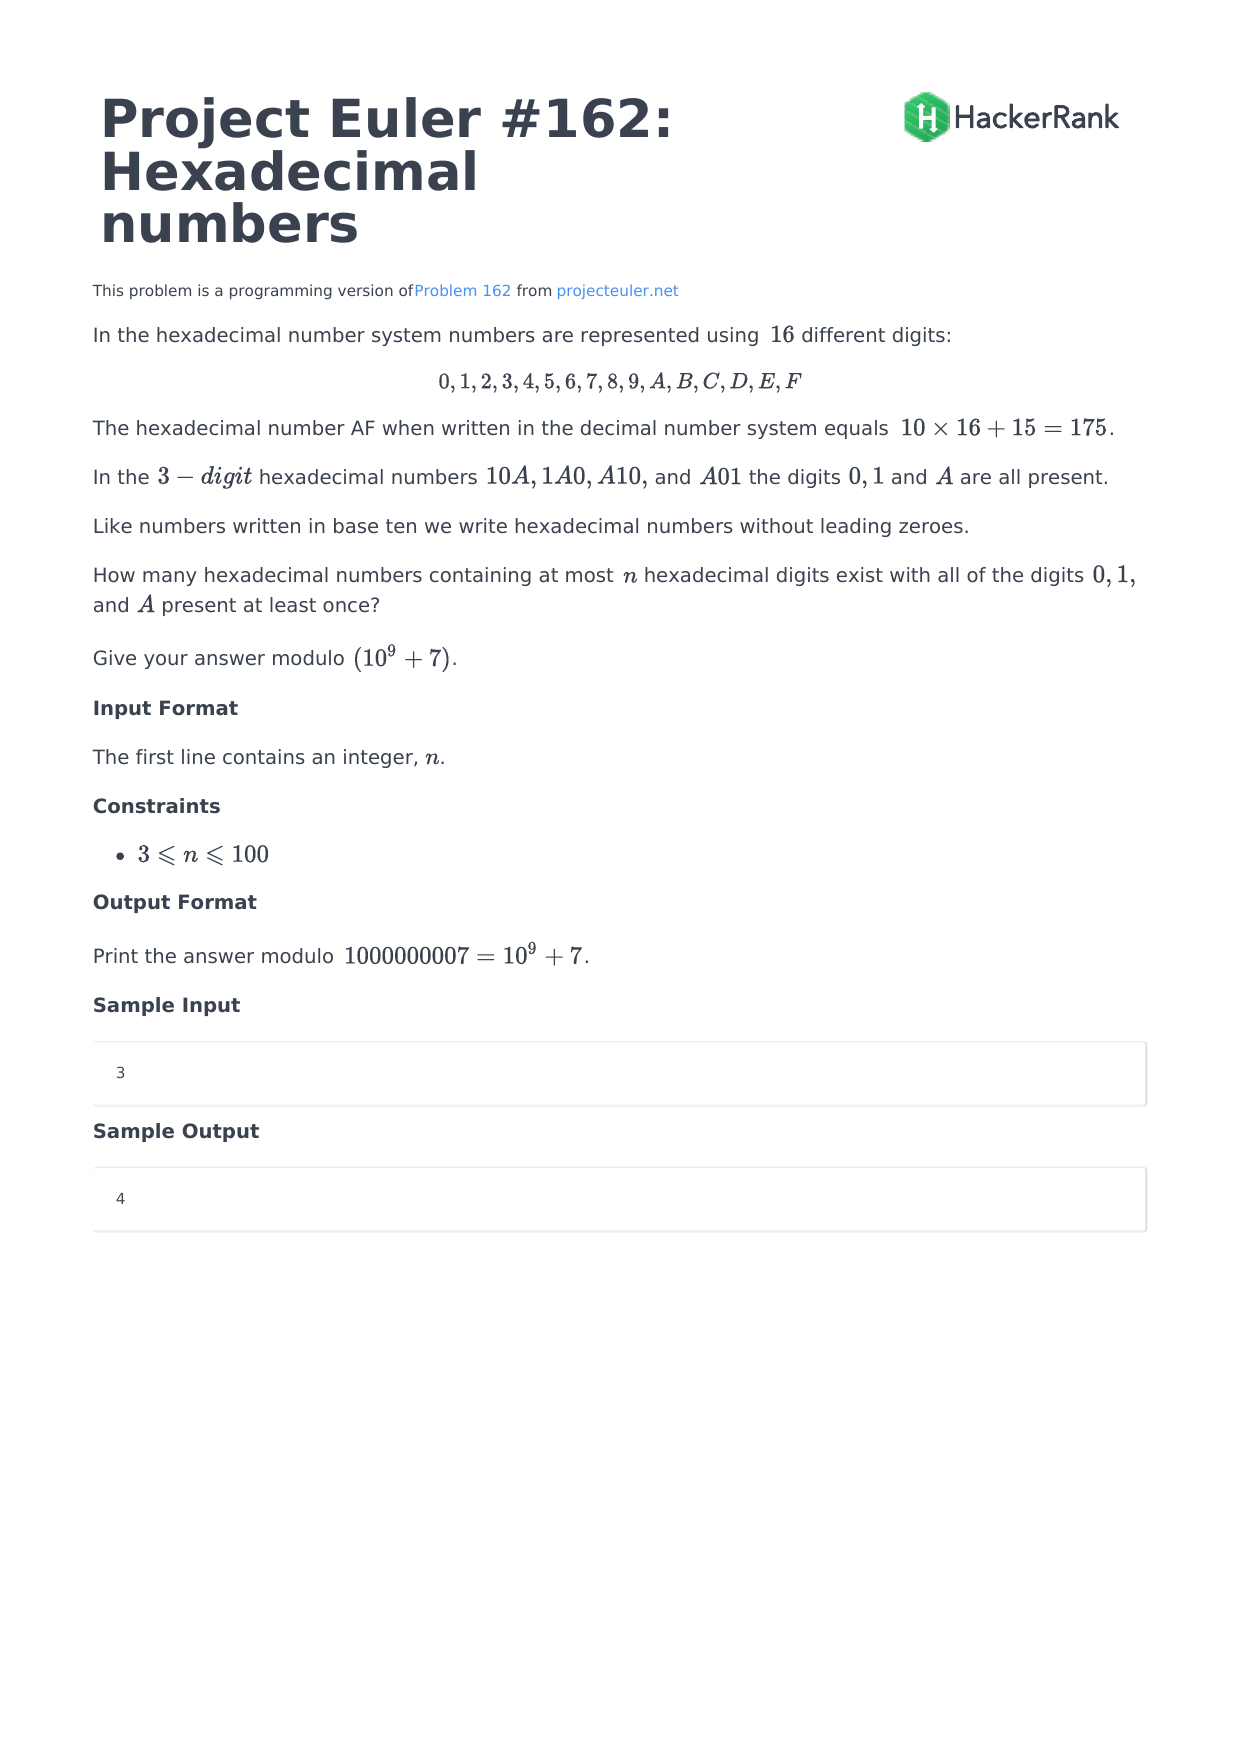 Project Euler #162:
Hexadecimal
numbers
HackerRank
This problem is a programming version ofProblem 162 from projecteuler.net
In the hexadecimal number system numbers are represented using 16 different digits:
0, 1, 2, 3, 4, 5, 6, 7, 8, 9, A, B, C, D, E, F
The hexadecimal number AF when written in the decimal number system equals 10 × 16 + 15 = 175.
In the 3 − digit hexadecimal numbers 10A, 1A0, A10, and A01 the digits 0, 1 and A are all present.
Like numbers written in base ten we write hexadecimal numbers without leading zeroes.
How many hexadecimal numbers containing at most n hexadecimal digits exist with all of the digits 0, 1,
and A present at least once?
Give your answer modulo (10⁹ + 7).
Input Format
The first line contains an integer, n.
Constraints
• 3 ⩽ n ⩽ 100
Output Format
Print the answer modulo 1000000007 = 10⁹ + 7.
Sample Input
3
Sample Output
4